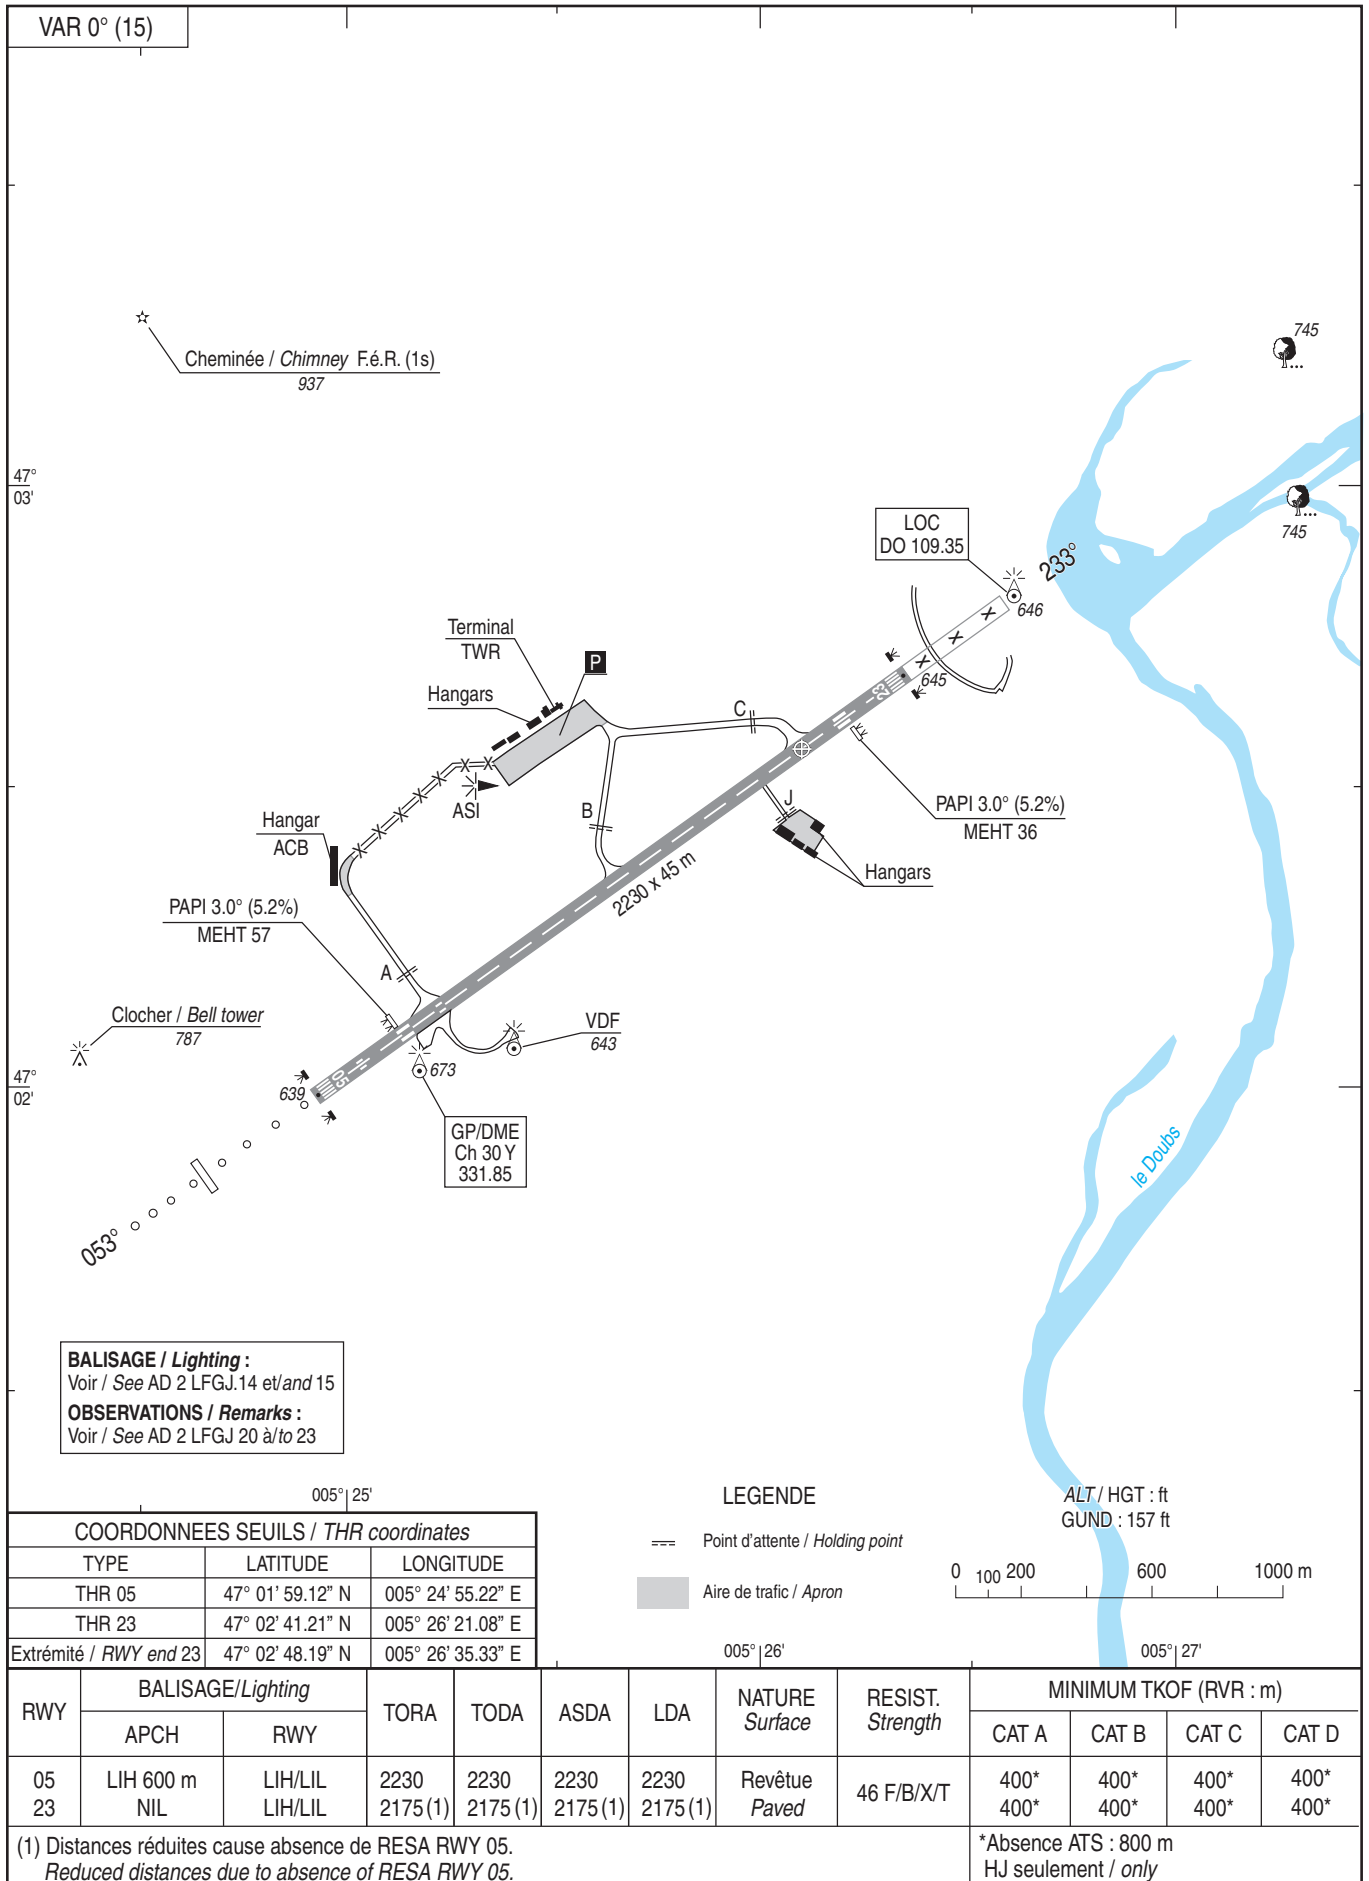 VAR 0° (15)
Cheminée / Chimney F.é.R. (1s)
937
745
47°
03'
745
LOC
DO 109.35
233°
646
645
23
Terminal
TWR
P
Hangars
C
ASI
B
J
PAPI 3.0° (5.2%)
MEHT 36
Hangar
ACB
Hangars
2230 x 45 m
PAPI 3.0° (5.2%)
MEHT 57
A
Clocher / Bell tower
787
VDF
643
47°
02'
639
05
673
GP/DME
Ch 30 Y
331.85
053°
le Doubs
BALISAGE / Lighting :
Voir / See AD 2 LFGJ.14 et/and 15
OBSERVATIONS / Remarks :
Voir / See AD 2 LFGJ 20 à/to 23
005° 25'
LEGENDE
Point d'attente / Holding point
Aire de trafic / Apron
ALT / HGT : ft
GUND : 157 ft
0 100 200 600 1000 m
005° 26'
005° 27'
COORDONNEES SEUILS / THR coordinates
TYPE LATITUDE LONGITUDE
THR 05 47° 01' 59.12" N 005° 24' 55.22" E
THR 23 47° 02' 41.21" N 005° 26' 21.08" E
Extrémité / RWY end 23 47° 02' 48.19" N 005° 26' 35.33" E
RWY BALISAGE/Lighting TORA TODA ASDA LDA NATURE RESIST. MINIMUM TKOF (RVR : m)
Surface Strength
APCH RWY CAT A CAT B CAT C CAT D
05 LIH 600 m LIH/LIL 2230 2230 2230 2230 Revêtue 46 F/B/X/T 400* 400* 400* 400*
23 NIL LIH/LIL 2175 (1) 2175 (1) 2175 (1) 2175 (1) Paved 400* 400* 400* 400*
(1) Distances réduites cause absence de RESA RWY 05.
Reduced distances due to absence of RESA RWY 05.
*Absence ATS : 800 m
HJ seulement / only